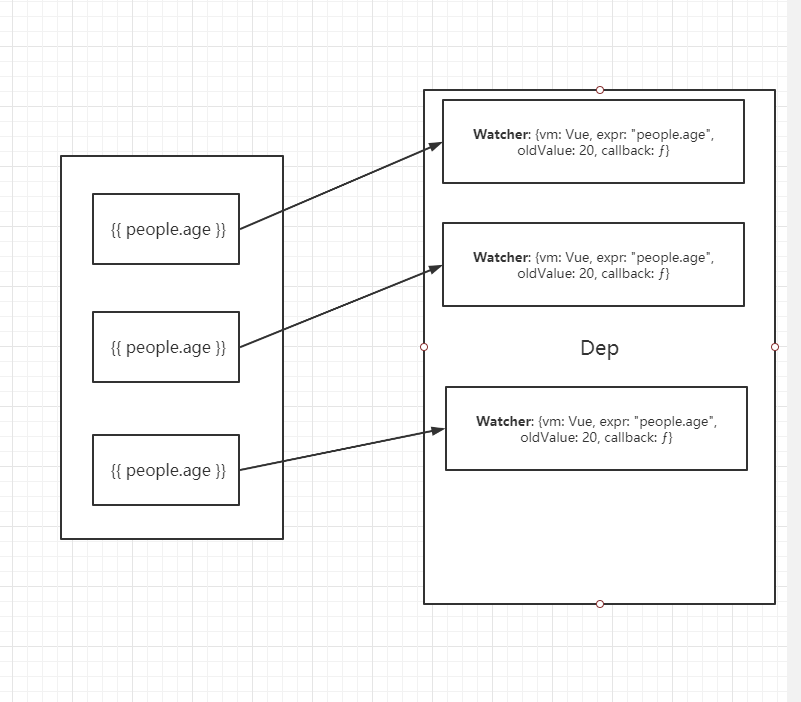 {{ people.age }}
{{ people.age }}
{{ people.age }}
Watcher: {vm: Vue, expr: "people.age",
oldValue: 20, callback: ƒ}
Watcher: {vm: Vue, expr: "people.age",
oldValue: 20, callback: ƒ}
Dep
Watcher: {vm: Vue, expr: "people.age",
oldValue: 20, callback: ƒ}